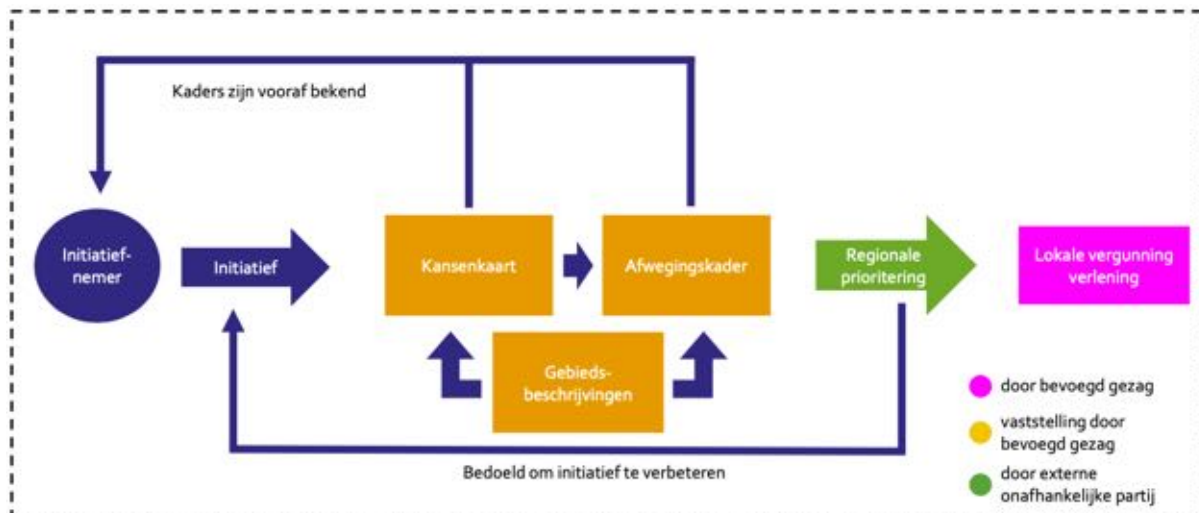 Kaders zijn vooraf bekend
Initiatief-
nemer
Initiatief
Kansenkaart
Afwegingskader
Regionale
prioritering
Lokale vergunning
verlening
Gebieds-
beschrijvingen
Bedoeld om initiatief te verbeteren
door bevoegd gezag
vaststelling door
bevoegd gezag
door externe
onafhankelijke partij